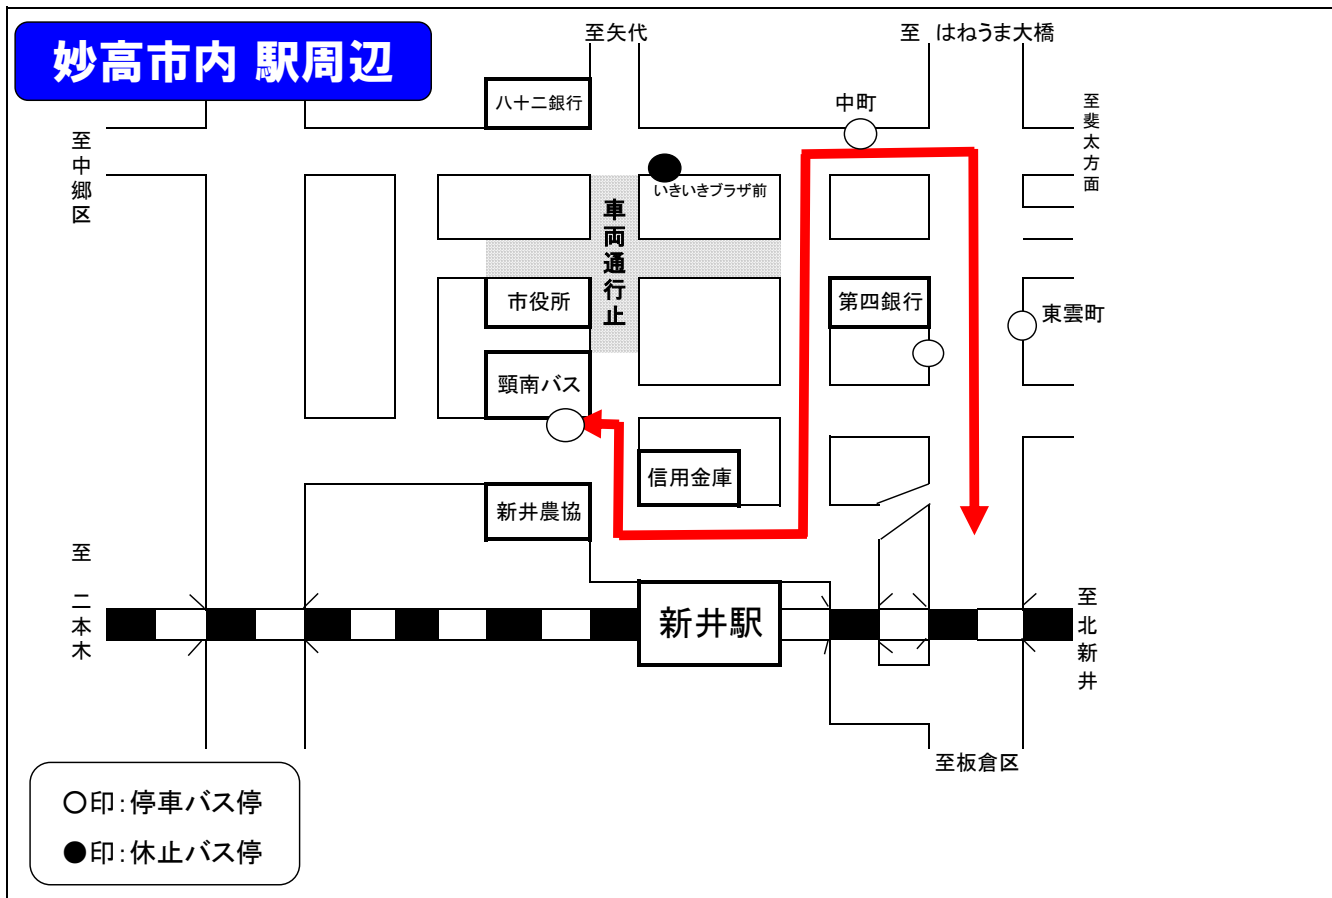 妙高市内 駅周辺
至矢代
至 はねうま大橋
八十二銀行
中町
至斐太方面
至中郷区
いきいきプラザ前
車両通行止
市役所
第四銀行
東雲町
頸南バス
信用金庫
新井農協
至 二本木
新井駅
至北新井
至板倉区
○印：停車バス停
●印：休止バス停